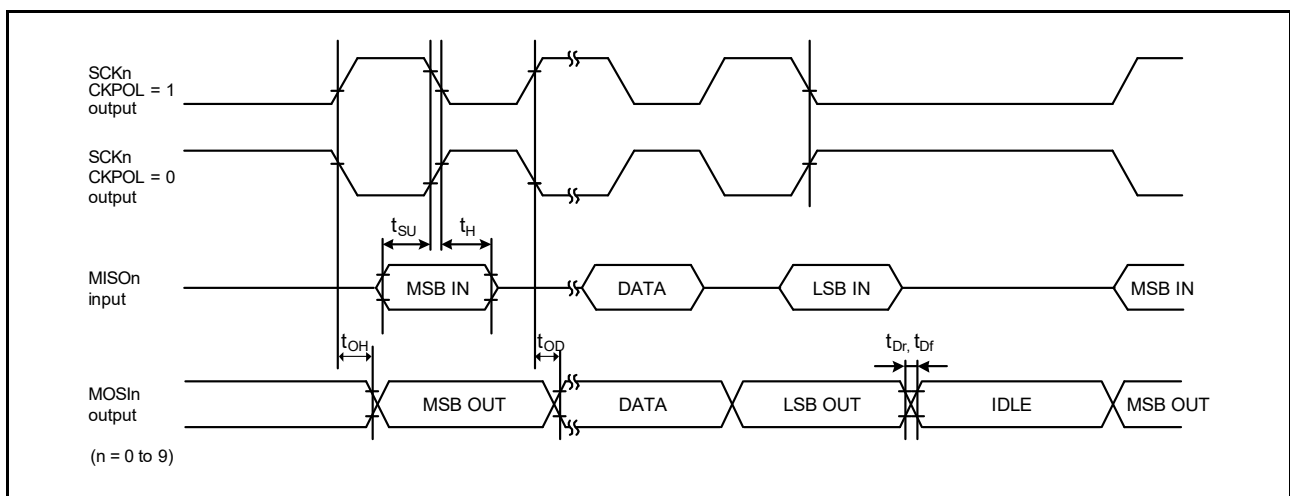 SCKn
CKPOL = 1
output
SCKn
CKPOL = 0
output
tSU
tH
MISOn
input
MSB IN
DATA
LSB IN
MSB IN
tOH
tOD
tDr, tDf
MOSIn
output
MSB OUT
DATA
LSB OUT
IDLE
MSB OUT
(n = 0 to 9)